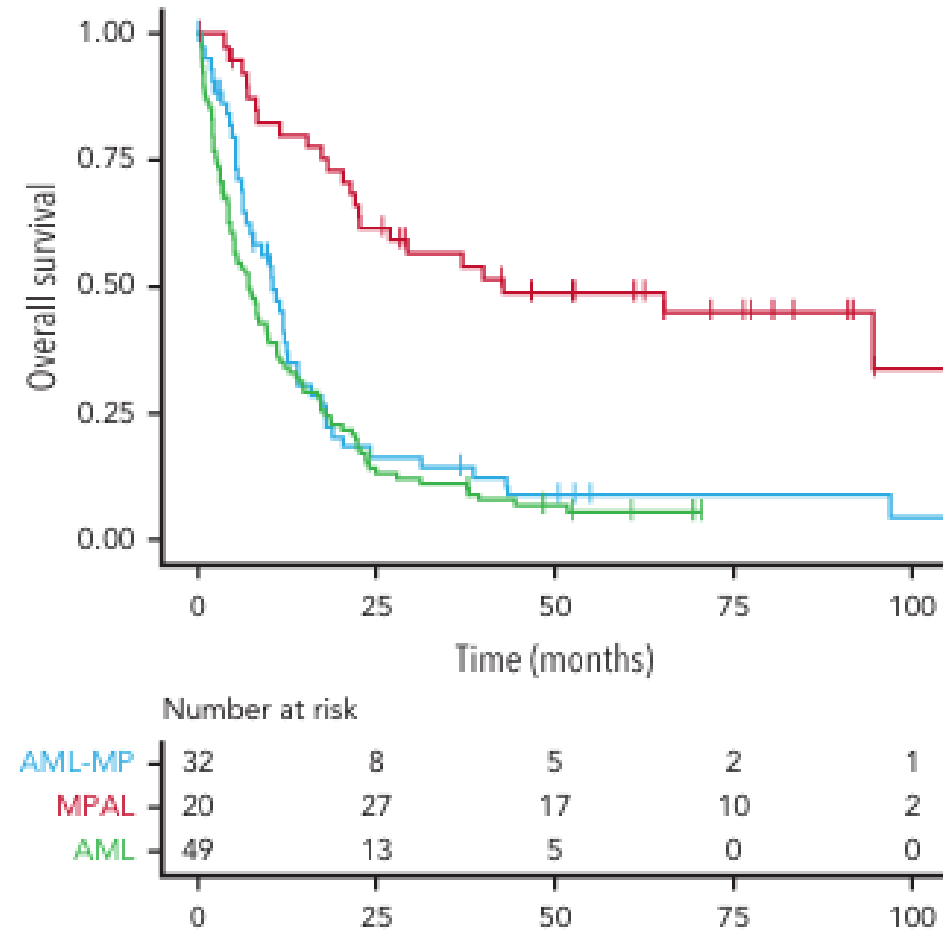 Overall survival
1.00
0.75
0.50
0.25
0.00
0 25 50 75 100
Time (months)
Number at risk
AML-MP 32 8 5 2 1
MPAL 20 27 17 10 2
AML 49 13 5 0 0
0 25 50 75 100